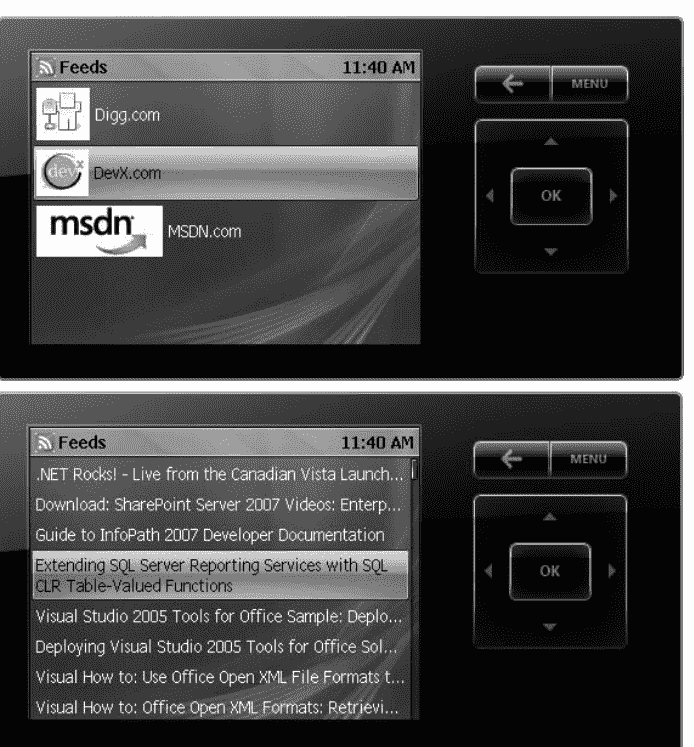 Feeds 11:40 AM
Digg.com
dev x DevX.com
msdn MSDN.com
MENU
OK
Feeds 11:40 AM
.NET Rocks! - Live from the Canadian Vista Launch...
Download: SharePoint Server 2007 Videos: Enterp...
Guide to InfoPath 2007 Developer Documentation
Extending SQL Server Reporting Services with SQL
CLR Table-Valued Functions
Visual Studio 2005 Tools for Office Sample: Deplo...
Deploying Visual Studio 2005 Tools for Office Sol...
Visual How to: Use Office Open XML File Formats t...
Visual How to: Office Open XML Formats: Retrievi...
MENU
OK